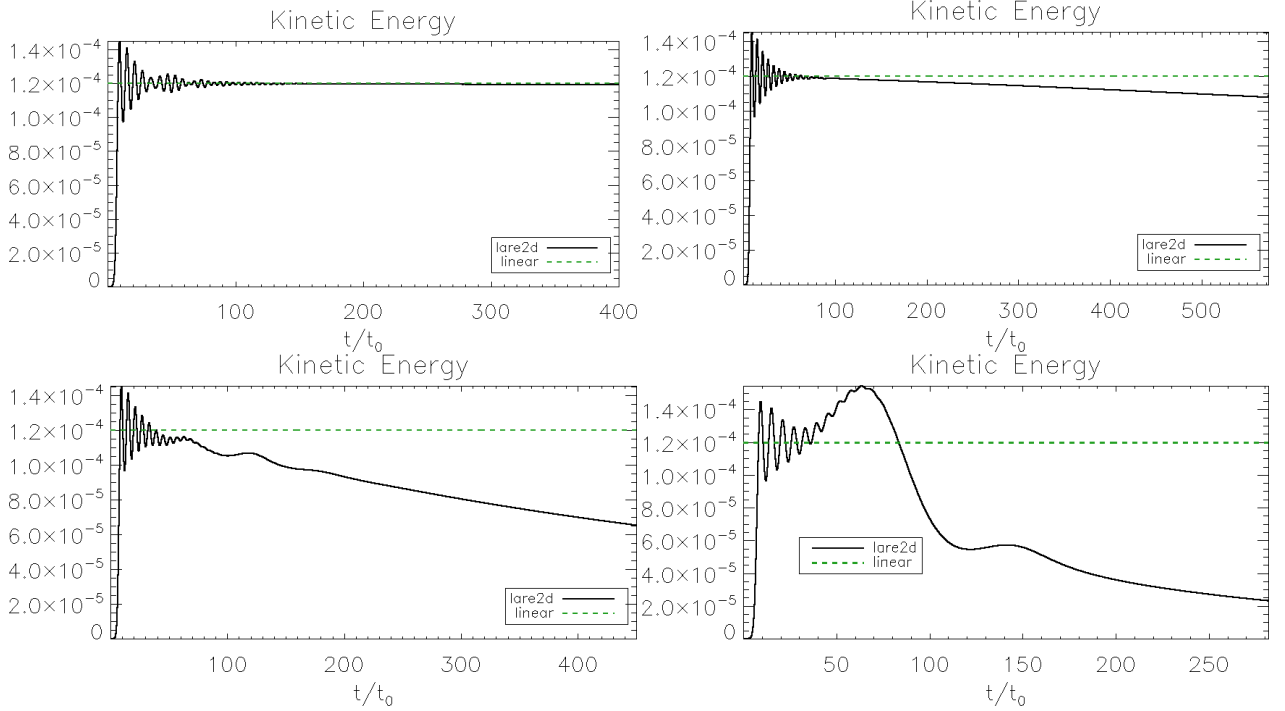 Kinetic Energy
1.4×10⁻⁴
1.2×10⁻⁴
1.0×10⁻⁴
8.0×10⁻⁵
6.0×10⁻⁵
4.0×10⁻⁵
2.0×10⁻⁵
0
lare2d
linear
100 200 300 400
t/t₀
Kinetic Energy
1.4×10⁻⁴
1.2×10⁻⁴
1.0×10⁻⁴
8.0×10⁻⁵
6.0×10⁻⁵
4.0×10⁻⁵
2.0×10⁻⁵
0
lare2d
linear
100 200 300 400 500
t/t₀
Kinetic Energy
1.4×10⁻⁴
1.2×10⁻⁴
1.0×10⁻⁴
8.0×10⁻⁵
6.0×10⁻⁵
4.0×10⁻⁵
2.0×10⁻⁵
0
lare2d
linear
100 200 300 400
t/t₀
Kinetic Energy
1.4×10⁻⁴
1.2×10⁻⁴
1.0×10⁻⁴
8.0×10⁻⁵
6.0×10⁻⁵
4.0×10⁻⁵
2.0×10⁻⁵
0
lare2d
linear
50 100 150 200 250
t/t₀